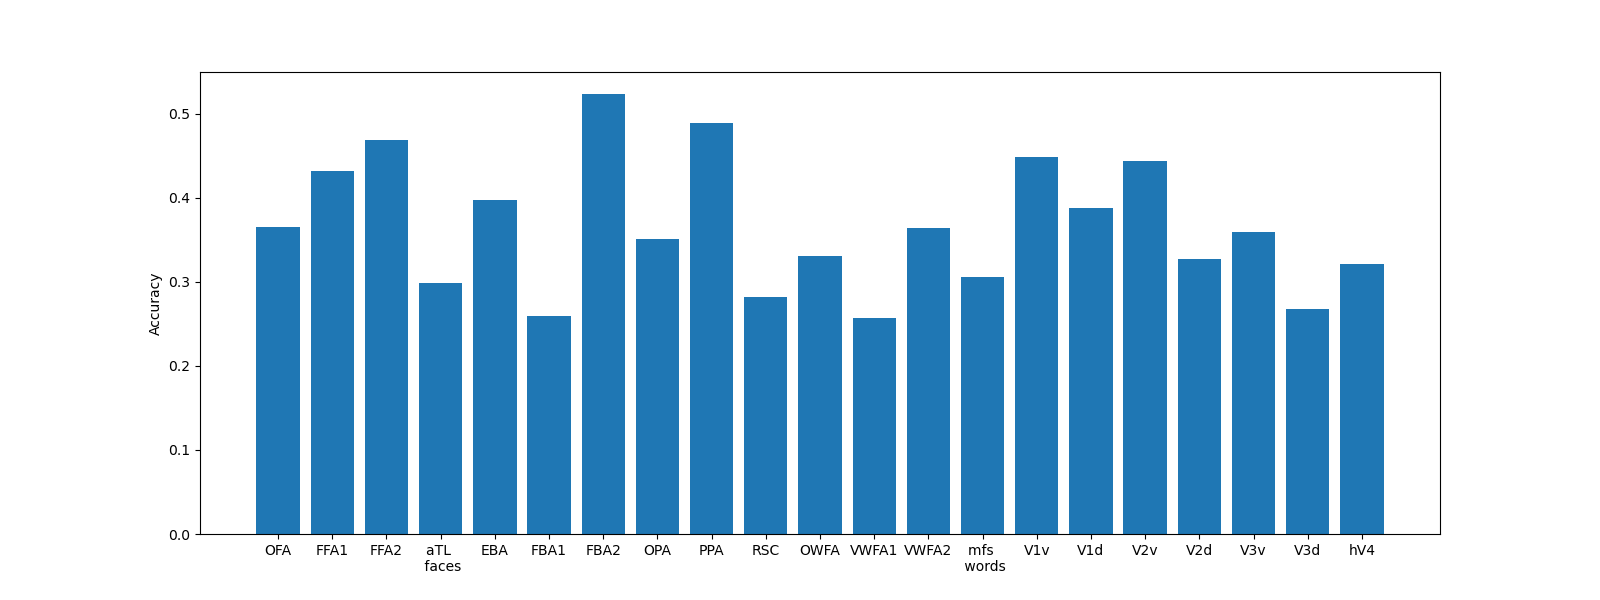 0.5
0.4
0.3
0.2
0.1
0.0
Accuracy
OFA FFA1 FFA2 aTL EBA FBA1 FBA2 OPA PPA RSC OWFA VWFA1 VWFA2 mfs V1v V1d V2v V2d V3v V3d hV4
faces words